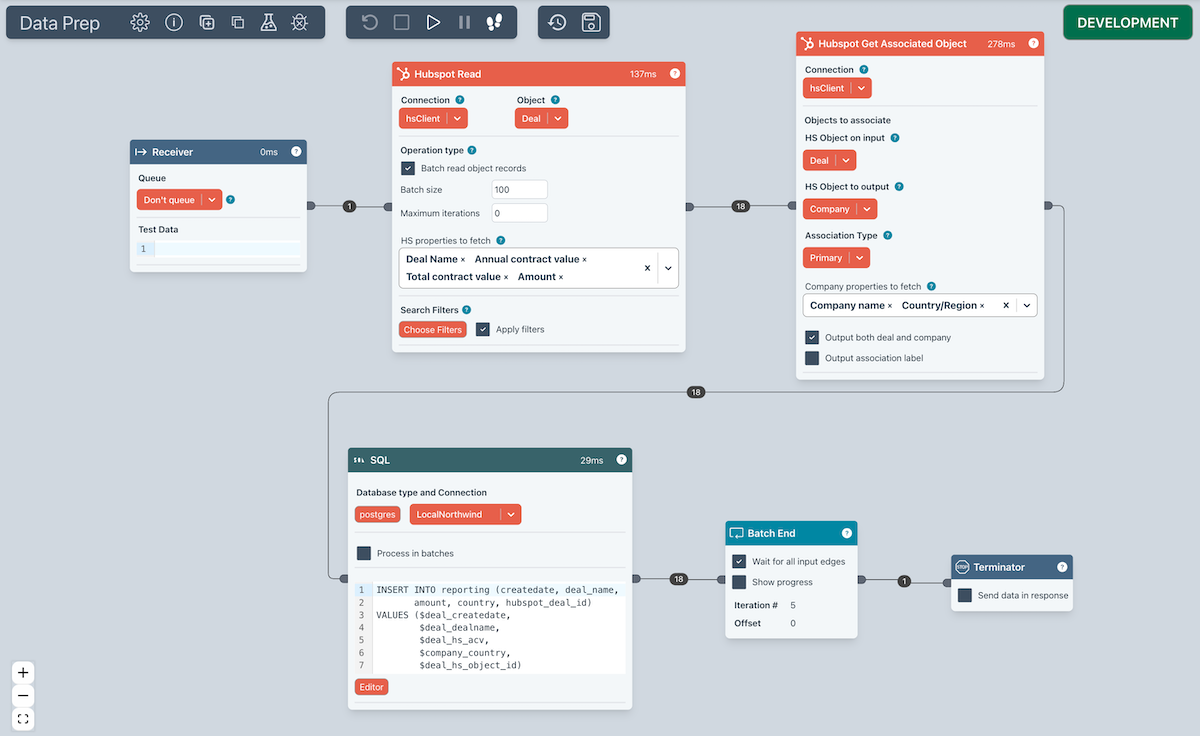 Data Prep
DEVELOPMENT
Receiver 0ms ?
Queue
Don't queue ?
Test Data
1
1
Hubspot Read 137ms ?
Connection ? Object ?
hsClient Deal
Operation type ?
Batch read object records
Batch size 100
Maximum iterations 0
HS properties to fetch ?
Deal Name × Annual contract value ×
Total contract value × Amount ×
Search Filters ?
Choose Filters Apply filters
18
Hubspot Get Associated Object 278ms ?
Connection ?
hsClient
Objects to associate
HS Object on input ?
Deal
HS Object to output ?
Company
Association Type ?
Primary
Company properties to fetch ?
Company name × Country/Region ×
Output both deal and company
Output association label
18
SQL SQL 29ms ?
Database type and Connection
postgres LocalNorthwind
Process in batches
1 INSERT INTO reporting (createdate, deal_name,
2 amount, country, hubspot_deal_id)
3 VALUES ($deal_createdate,
4 $deal_dealname,
5 $deal_hs_acv,
6 $company_country,
7 $deal_hs_object_id)
Editor
18
Batch End ?
Wait for all input edges
Show progress
Iteration # 5
Offset 0
1
STOP Terminator ?
Send data in response